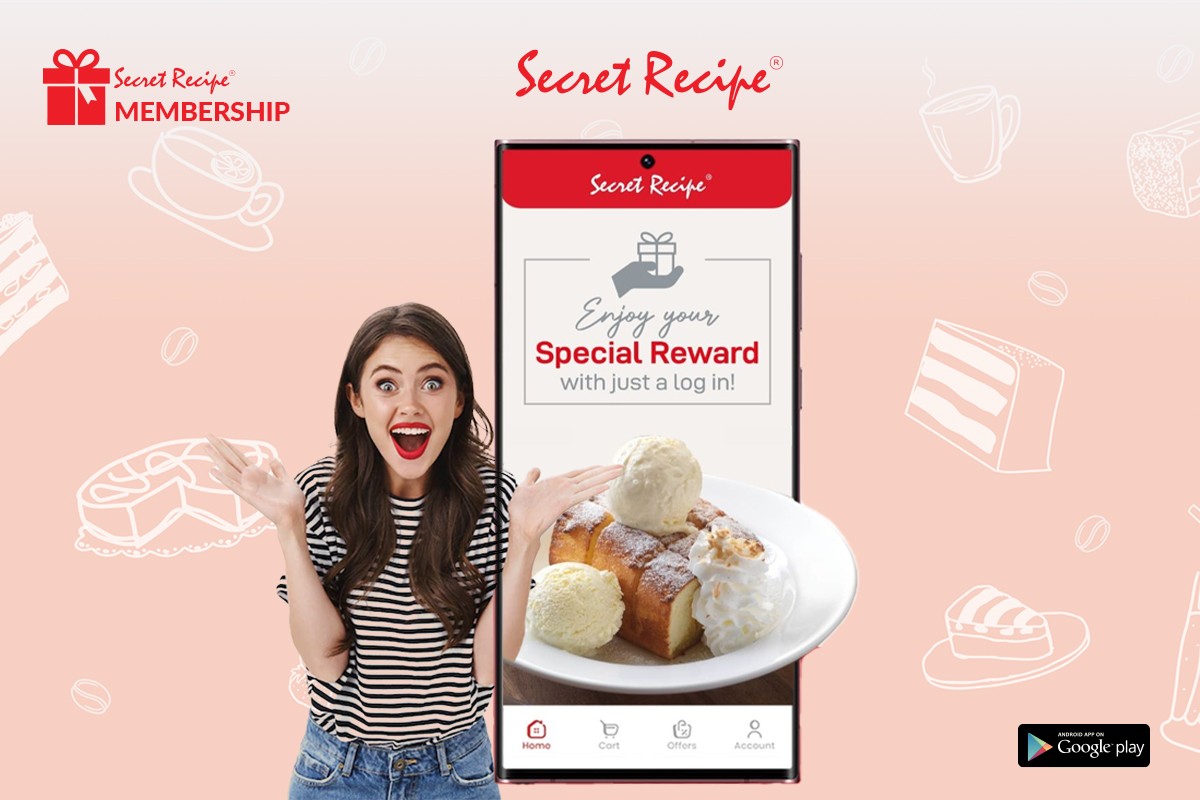 Secret Recipe®
MEMBERSHIP
Secret Recipe®
Secret Recipe®
Enjoy your
Special Reward
with just a log in!
Home
Cart
Offers
Account
ANDROID APP ON
Google play